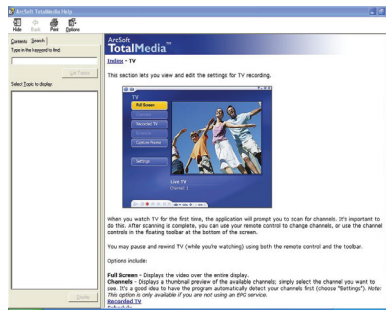 ArcSoft TotalMedia Help
Hide Back Print Options
Contents Search
Type in the keyword to find:
List Topics
Select Topic to display:
Display
ArcSoft
TotalMedia™
Index - TV
This section lets you view and edit the settings for TV recording.
TV
Full Screen
Recorded TV
Capture Frame
Settings
Live TV
Channel 1
When you watch TV for the first time, the application will prompt you to scan for channels. It's important to
do this. After scanning is complete, you can use your remote control to change channels, or use the channel
controls in the floating toolbar at the bottom of the screen.
You may pause and rewind TV (while you're watching) using both the remote control and the toolbar.
Options include:
Full Screen - Displays the video over the entire display.
Channels - Displays a thumbnail preview of the available channels; simply select the channel you want to
see. It's a good idea to have the program automatically detect your channels first (choose "Settings"). Note:
This option is only available if you are not using an EPG service.
Recorded TV
Schedule